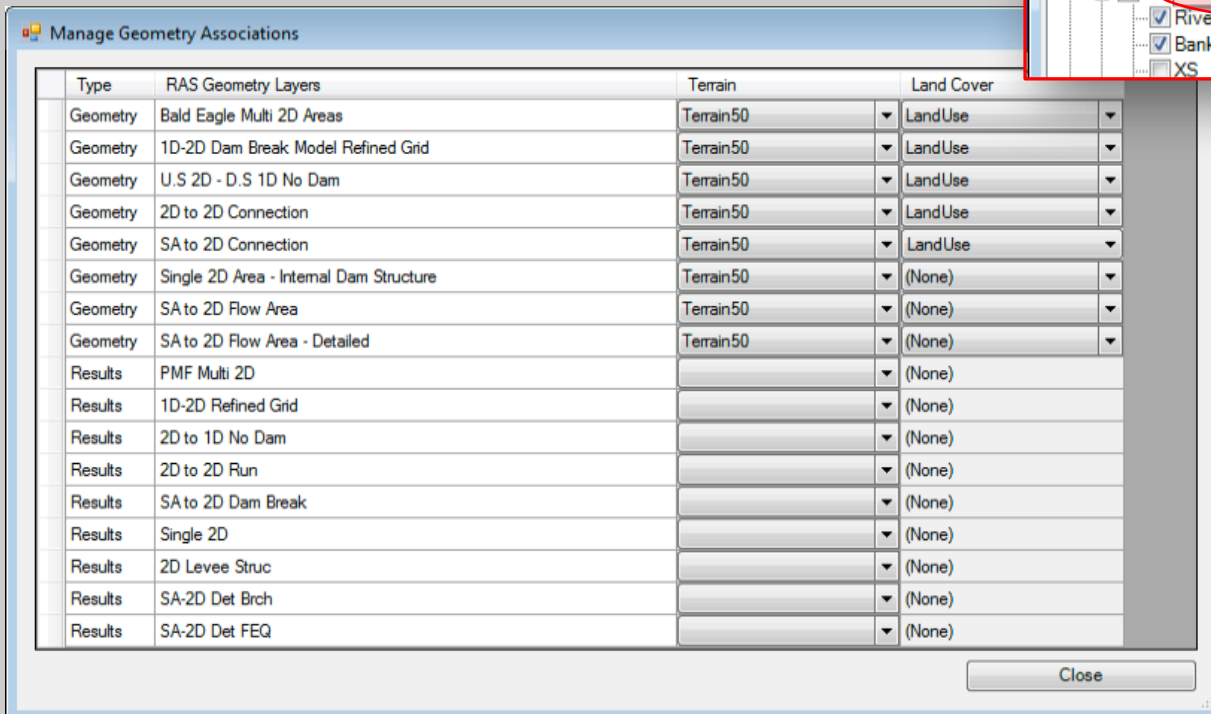 Manage Geometry Associations
XS
Type RAS Geometry Layers Terrain Land Cover
Geometry Bald Eagle Multi 2D Areas Terrain50 LandUse
Geometry 1D-2D Dam Break Model Refined Grid Terrain50 LandUse
Geometry U.S 2D - D.S 1D No Dam Terrain50 LandUse
Geometry 2D to 2D Connection Terrain50 LandUse
Geometry SA to 2D Connection Terrain50 LandUse
Geometry Single 2D Area - Internal Dam Structure Terrain50 (None)
Geometry SA to 2D Flow Area Terrain50 (None)
Geometry SA to 2D Flow Area - Detailed Terrain50 (None)
Results PMF Multi 2D (None)
Results 1D-2D Refined Grid (None)
Results 2D to 1D No Dam (None)
Results 2D to 2D Run (None)
Results SA to 2D Dam Break (None)
Results Single 2D (None)
Results 2D Levee Struc (None)
Results SA-2D Det Brch (None)
Results SA-2D Det FEQ (None)
Close